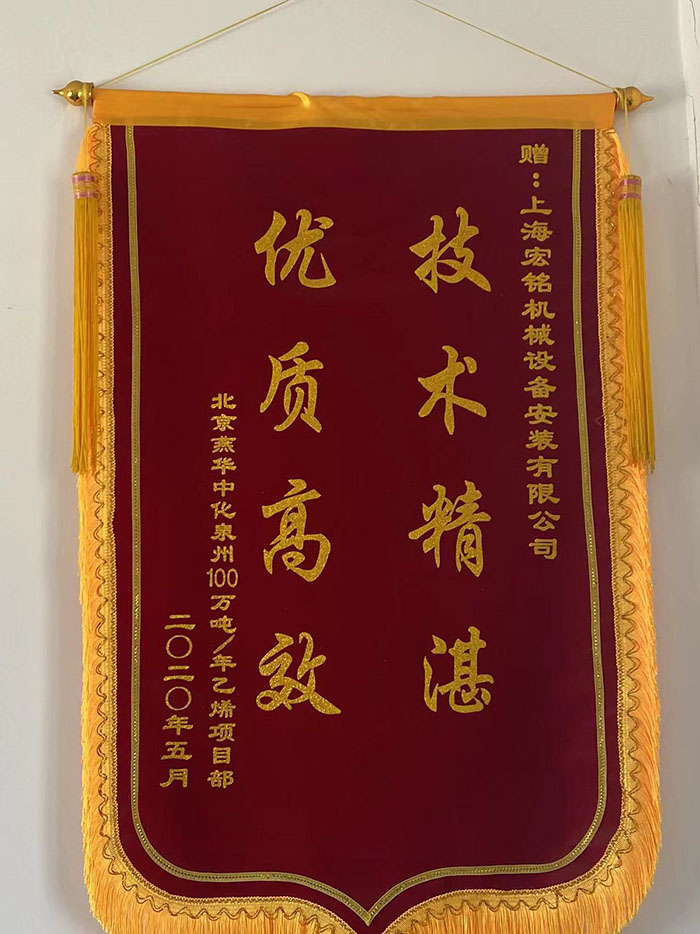 赠：上海宏铭机械设备安装有限公司
技术精湛
优质高效
北京燕华中化泉州100万吨/年乙烯项目部
二〇二〇年五月